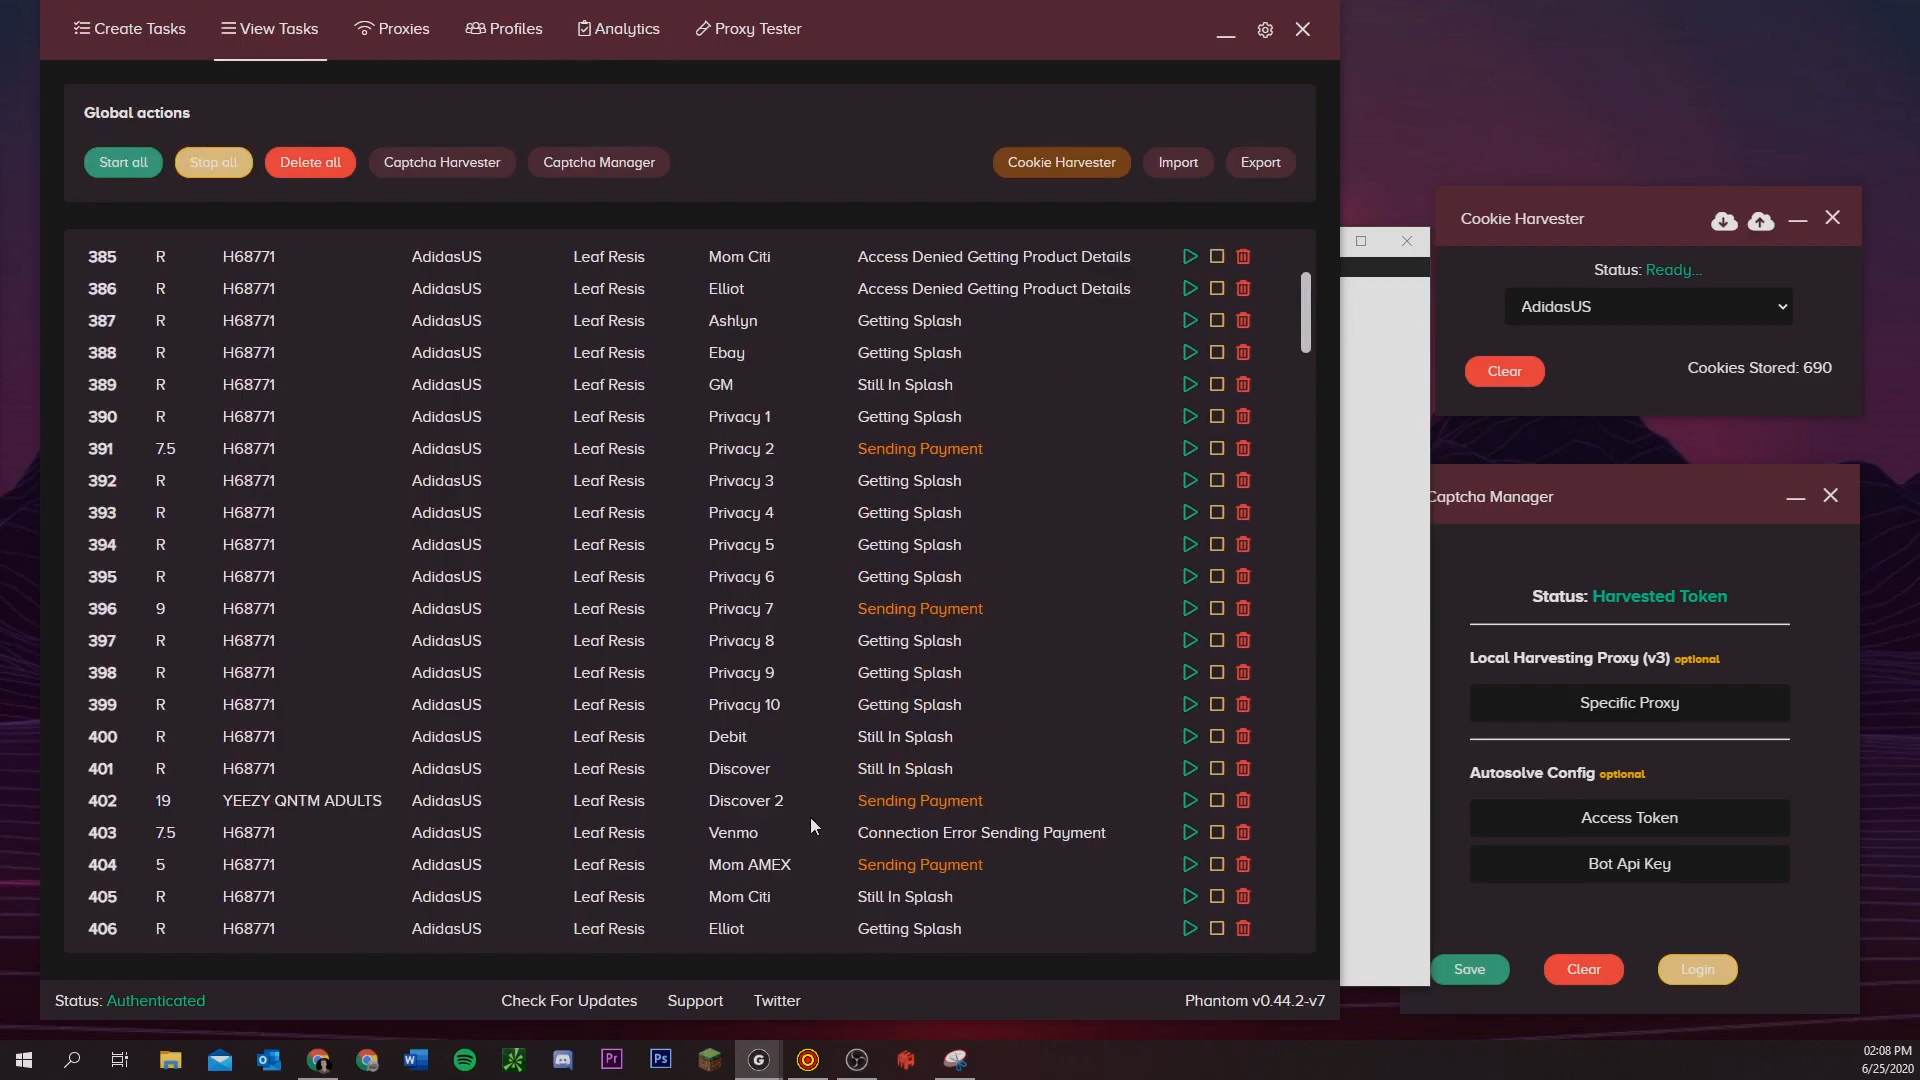 Create Tasks View Tasks Proxies Profiles Analytics Proxy Tester
Global actions
Start all Stop all Delete all Captcha Harvester Captcha Manager Cookie Harvester Import Export
385 R H68771 AdidasUS Leaf Resis Mom Citi Access Denied Getting Product Details
386 R H68771 AdidasUS Leaf Resis Elliot Access Denied Getting Product Details
387 R H68771 AdidasUS Leaf Resis Ashlyn Getting Splash
388 R H68771 AdidasUS Leaf Resis Ebay Getting Splash
389 R H68771 AdidasUS Leaf Resis GM Still In Splash
390 R H68771 AdidasUS Leaf Resis Privacy 1 Getting Splash
391 7.5 H68771 AdidasUS Leaf Resis Privacy 2 Sending Payment
392 R H68771 AdidasUS Leaf Resis Privacy 3 Getting Splash
393 R H68771 AdidasUS Leaf Resis Privacy 4 Getting Splash
394 R H68771 AdidasUS Leaf Resis Privacy 5 Getting Splash
395 R H68771 AdidasUS Leaf Resis Privacy 6 Getting Splash
396 9 H68771 AdidasUS Leaf Resis Privacy 7 Sending Payment
397 R H68771 AdidasUS Leaf Resis Privacy 8 Getting Splash
398 R H68771 AdidasUS Leaf Resis Privacy 9 Getting Splash
399 R H68771 AdidasUS Leaf Resis Privacy 10 Getting Splash
400 R H68771 AdidasUS Leaf Resis Debit Still In Splash
401 R H68771 AdidasUS Leaf Resis Discover Still In Splash
402 19 YEEZY QNTM ADULTS AdidasUS Leaf Resis Discover 2 Sending Payment
403 7.5 H68771 AdidasUS Leaf Resis Venmo Connection Error Sending Payment
404 5 H68771 AdidasUS Leaf Resis Mom AMEX Sending Payment
405 R H68771 AdidasUS Leaf Resis Mom Citi Still In Splash
406 R H68771 AdidasUS Leaf Resis Elliot Getting Splash
Status: Authenticated Check For Updates Support Twitter Phantom v0.44.2-v7
Cookie Harvester
Status: Ready...
AdidasUS
Clear Cookies Stored: 690
Captcha Manager
Status: Harvested Token
Local Harvesting Proxy (v3) optional
Specific Proxy
Autosolve Config optional
Access Token
Bot Api Key
Save Clear Login
W Pr Ps G
02:08 PM
6/25/2020